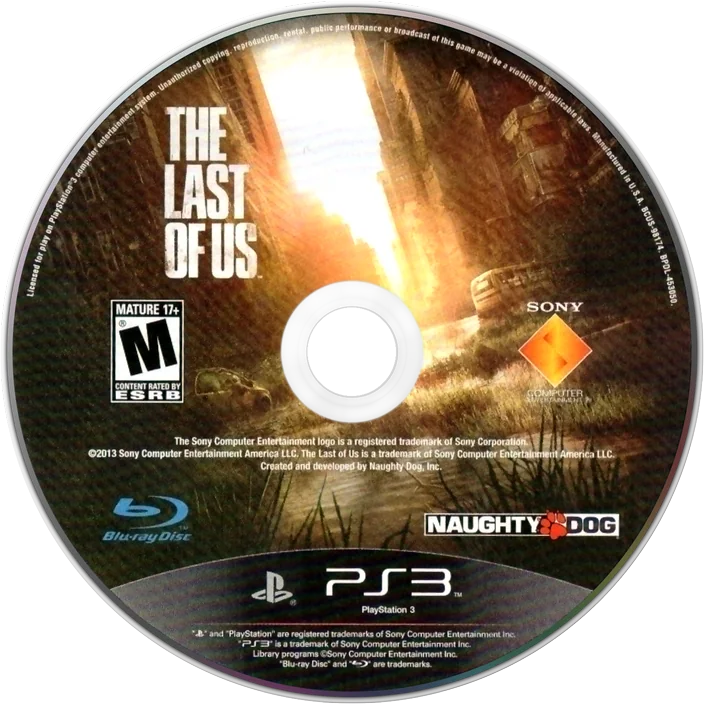 Licensed for play on PlayStation®3 computer entertainment system. Unauthorized copying, reproduction, rental, public performance or broadcast of this game may be a violation of applicable laws. Manufactured in U.S.A. BCUS-98174. BPDL-453050.
THE
LAST
OF US™
MATURE 17+
®
M
CONTENT RATED BY
ESRB
SONY
COMPUTER
ENTERTAINMENT ®
The Sony Computer Entertainment logo is a registered trademark of Sony Corporation.
©2013 Sony Computer Entertainment America LLC. The Last of Us is a trademark of Sony Computer Entertainment America LLC.
Created and developed by Naughty Dog, Inc.
Blu-ray Disc™
NAUGHTY DOG
PS3™
PlayStation 3
" " and "PlayStation" are registered trademarks of Sony Computer Entertainment Inc.
"PS3" is a trademark of Sony Computer Entertainment Inc.
Library programs ©Sony Computer Entertainment Inc.
"Blu-ray Disc" and " " are trademarks.